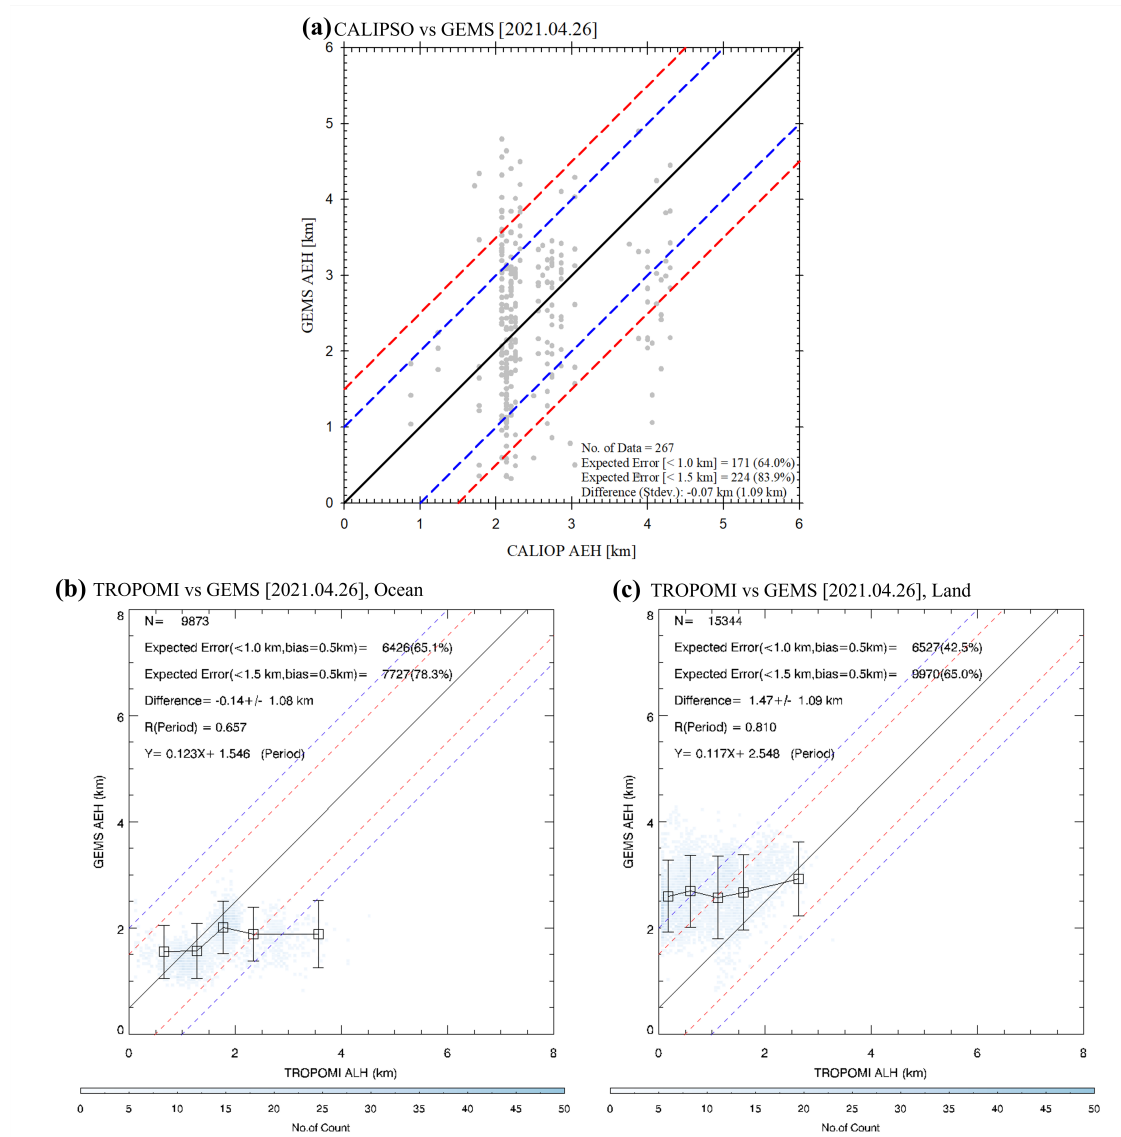 (a) CALIPSO vs GEMS [2021.04.26]
6
5
4
3
2
1
0
GEMS AEH [km]
No. of Data = 267
Expected Error [< 1.0 km] = 171 (64.0%)
Expected Error [< 1.5 km] = 224 (83.9%)
Difference (Stdev.): -0.07 km (1.09 km)
0 1 2 3 4 5 6
CALIOP AEH [km]
(b) TROPOMI vs GEMS [2021.04.26], Ocean
8
6
4
2
0
GEMS AEH (km)
N= 9873
Expected Error(<1.0 km,bias=0.5km)= 6426(65.1%)
Expected Error(<1.5 km,bias=0.5km)= 7727(78.3%)
Difference= -0.14+/- 1.08 km
R(Period) = 0.657
Y= 0.123X+ 1.546 (Period)
0 2 4 6 8
TROPOMI ALH (km)
0 5 10 15 20 25 30 35 40 45 50
No.of Count
(c) TROPOMI vs GEMS [2021.04.26], Land
8
6
4
2
0
GEMS AEH (km)
N= 15344
Expected Error(<1.0 km,bias=0.5km)= 6527(42.5%)
Expected Error(<1.5 km,bias=0.5km)= 9970(65.0%)
Difference= 1.47+/- 1.09 km
R(Period) = 0.810
Y= 0.117X+ 2.548 (Period)
0 2 4 6 8
TROPOMI ALH (km)
0 5 10 15 20 25 30 35 40 45 50
No.of Count